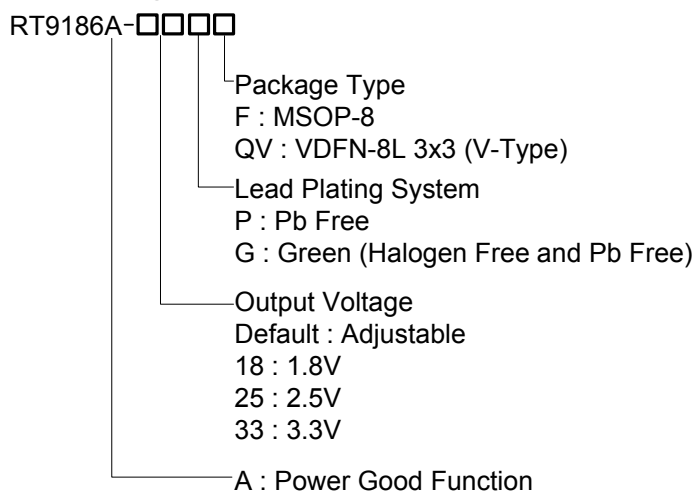 RT9186A-□□□□
Package Type
F : MSOP-8
QV : VDFN-8L 3x3 (V-Type)
Lead Plating System
P : Pb Free
G : Green (Halogen Free and Pb Free)
Output Voltage
Default : Adjustable
18 : 1.8V
25 : 2.5V
33 : 3.3V
A : Power Good Function